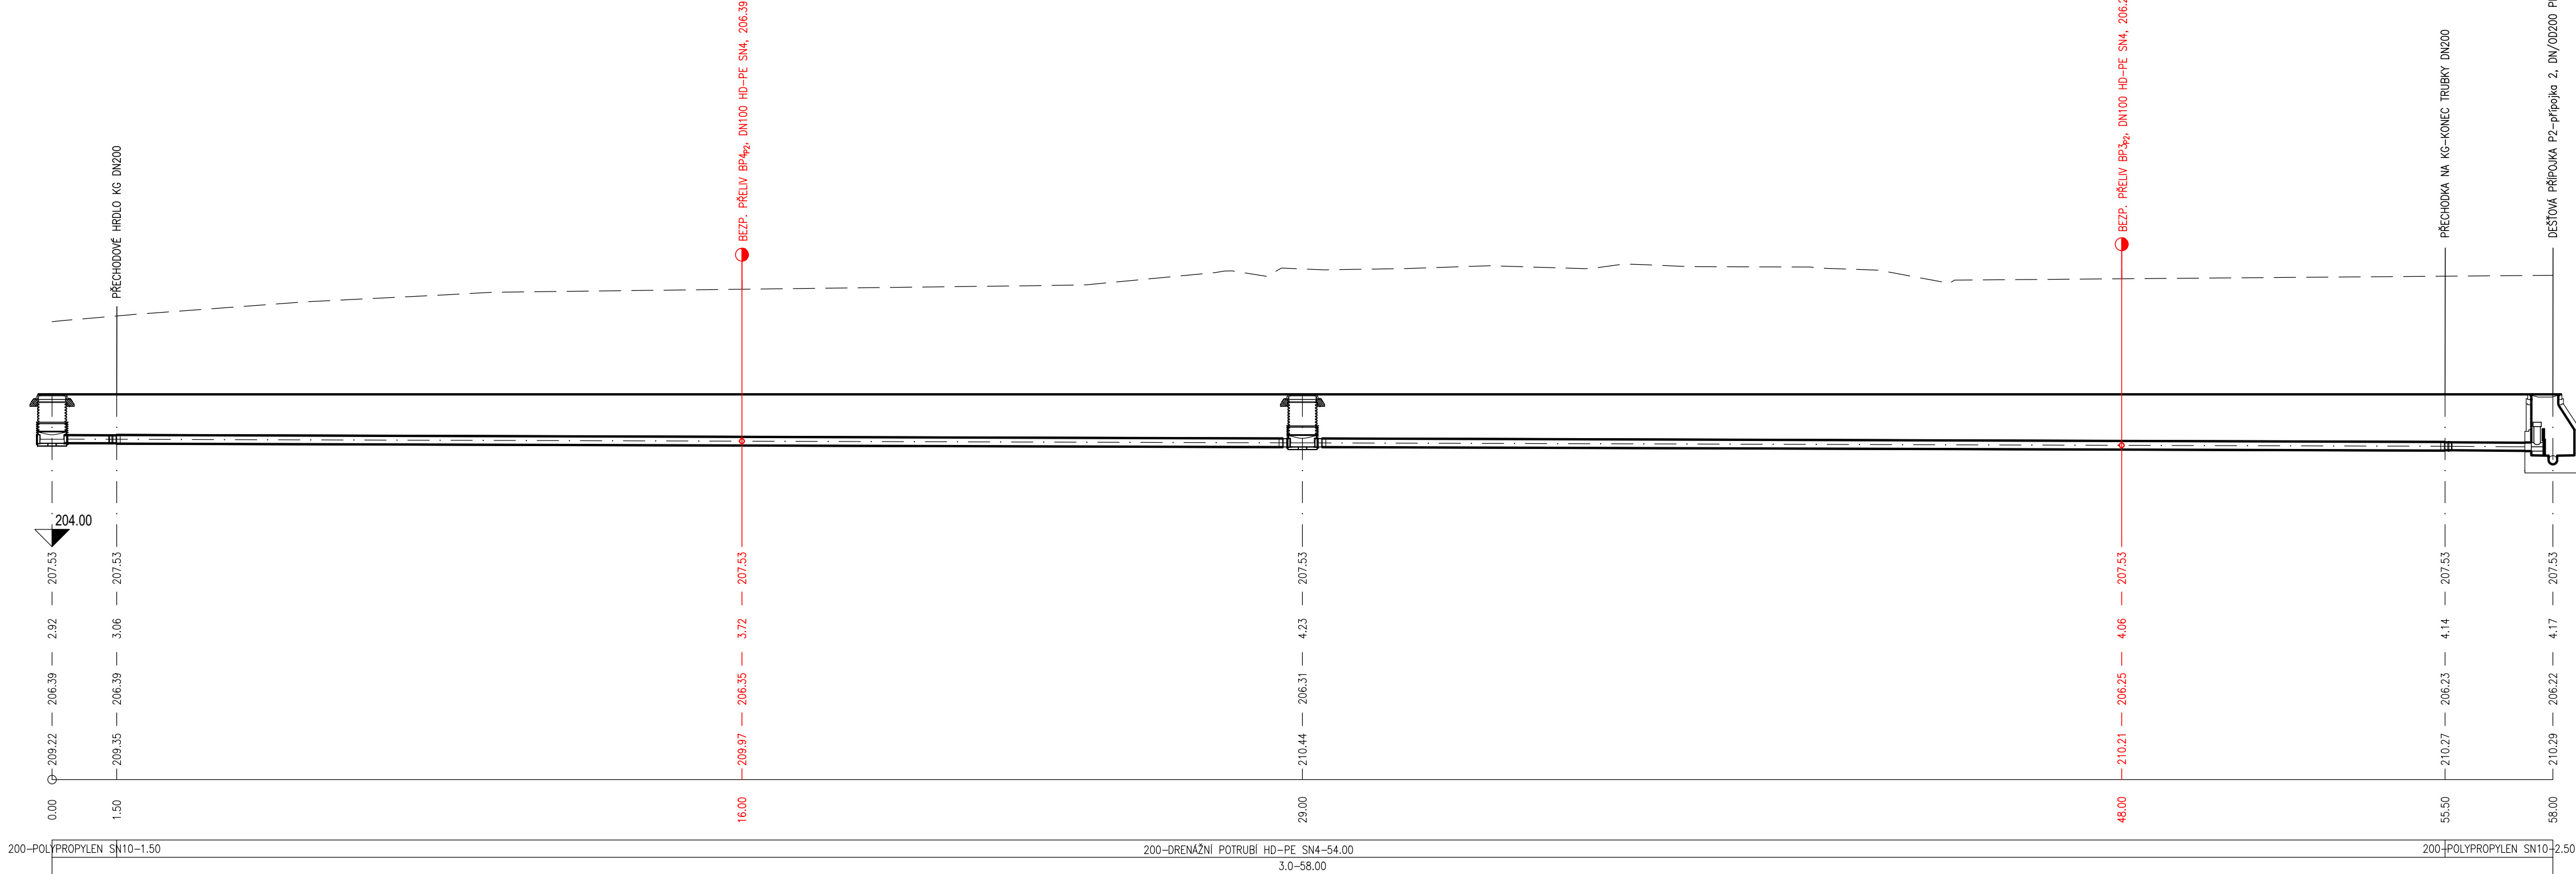 PŘECHODOVÉ HRDLO KG DN200
BEZP. PŘELIV BP4P2, DN100 HD-PE SN4, 206.39
BEZP. PŘELIV BP3P2, DN100 HD-PE SN4,
PŘECHODKA NA KG-KONEC TRUBKY DN200
DEŠŤOVÁ PŘÍPOJKA P2-přípojka 2, DN/OD200
204.00
207.53 207.53 207.53 207.53 207.53 207.53 207.53
2.92 3.06 3.72 4.23 4.06 4.14 4.17
206.39 206.39 206.35 206.31 206.25 206.23 206.22
209.22 209.35 209.97 210.44 210.21 210.27 210.29
0.00 1.50 16.00 29.00 48.00 55.50 58.00
200-POLYPROPYLEN SN10-1.50 200-DRENÁŽNÍ POTRUBÍ HD-PE SN4-54.00 200-POLYPROPYLEN SN10-2.50
3.0-58.00